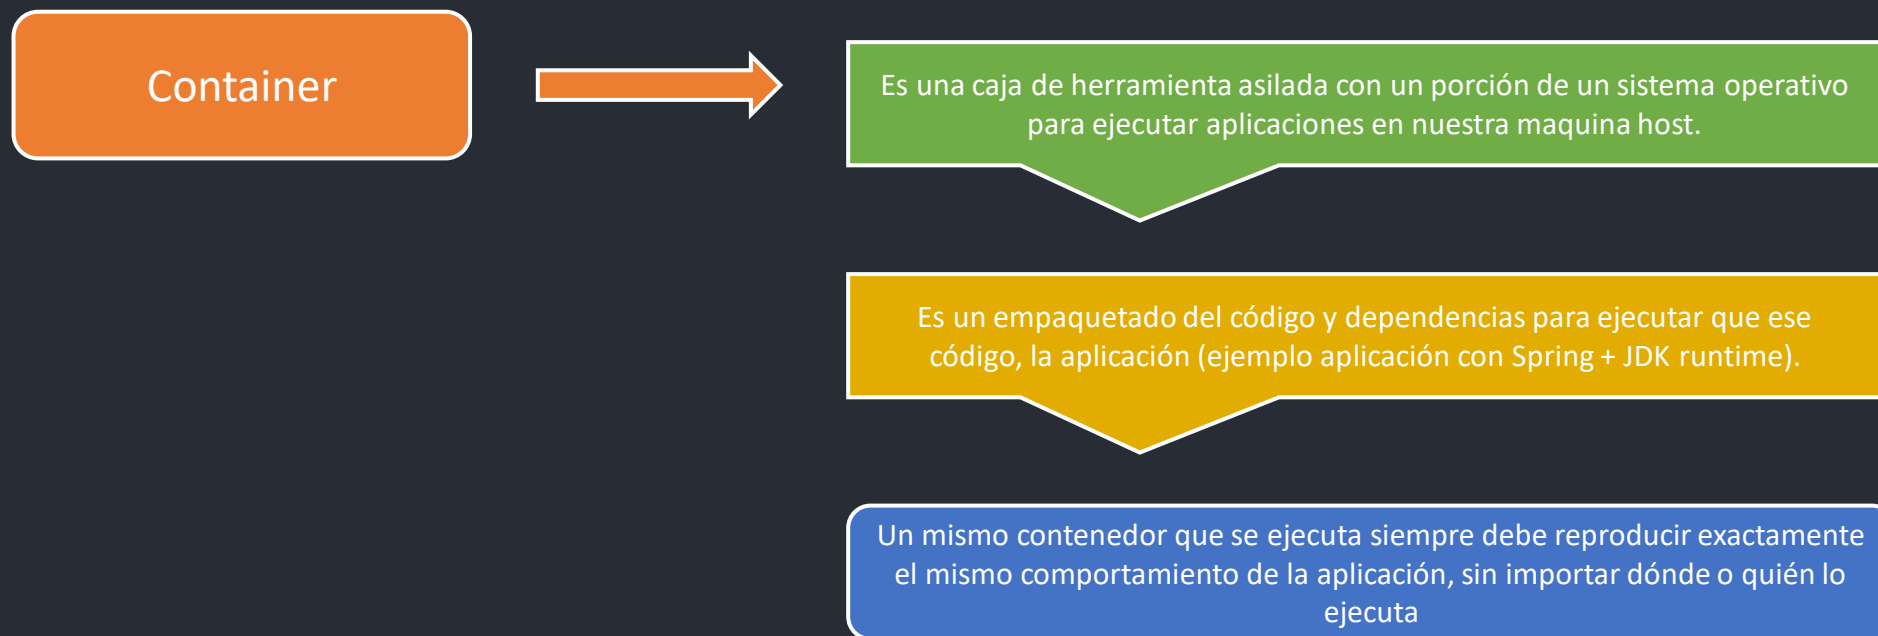 Container
Es una caja de herramienta asilada con un porción de un sistema operativo
para ejecutar aplicaciones en nuestra maquina host.
Es un empaquetado del código y dependencias para ejecutar que ese
código, la aplicación (ejemplo aplicación con Spring + JDK runtime).
Un mismo contenedor que se ejecuta siempre debe reproducir exactamente
el mismo comportamiento de la aplicación, sin importar dónde o quién lo
ejecuta